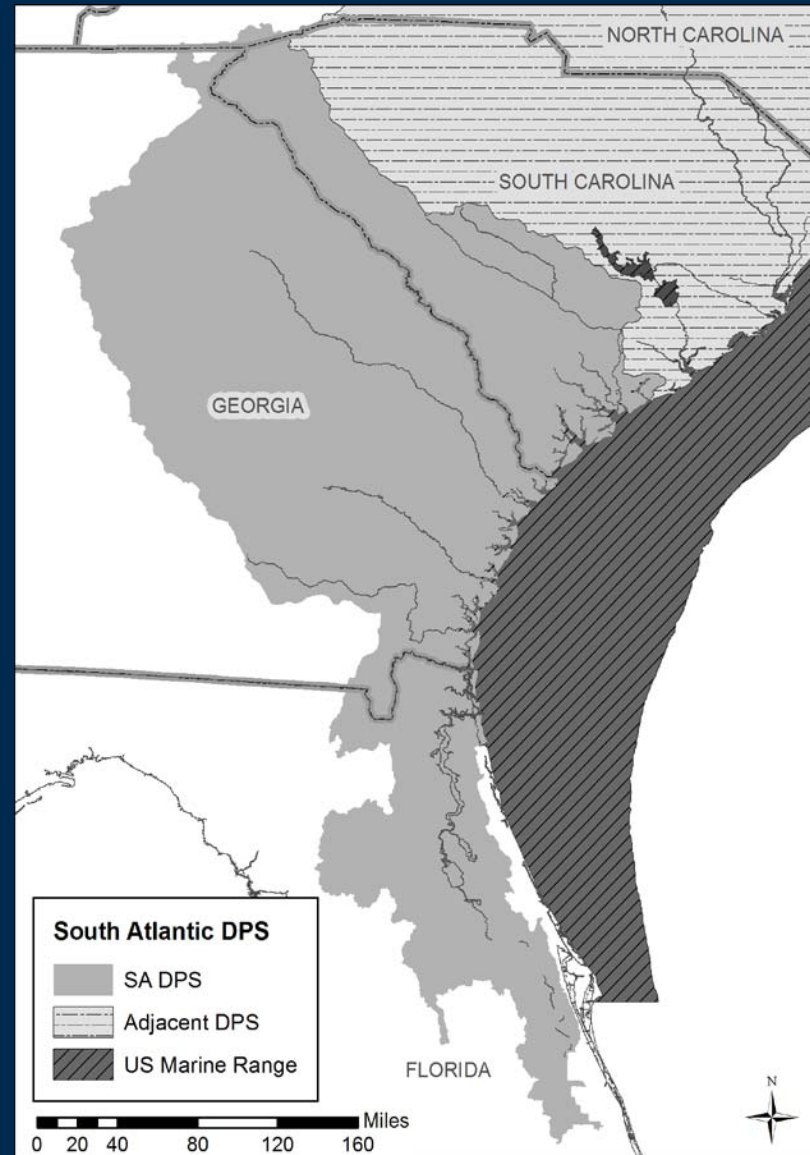 NORTH CAROLINA
SOUTH CAROLINA
GEORGIA
South Atlantic DPS
SA DPS
Adjacent DPS
US Marine Range
FLORIDA
N
Miles
0 20 40 80 120 160